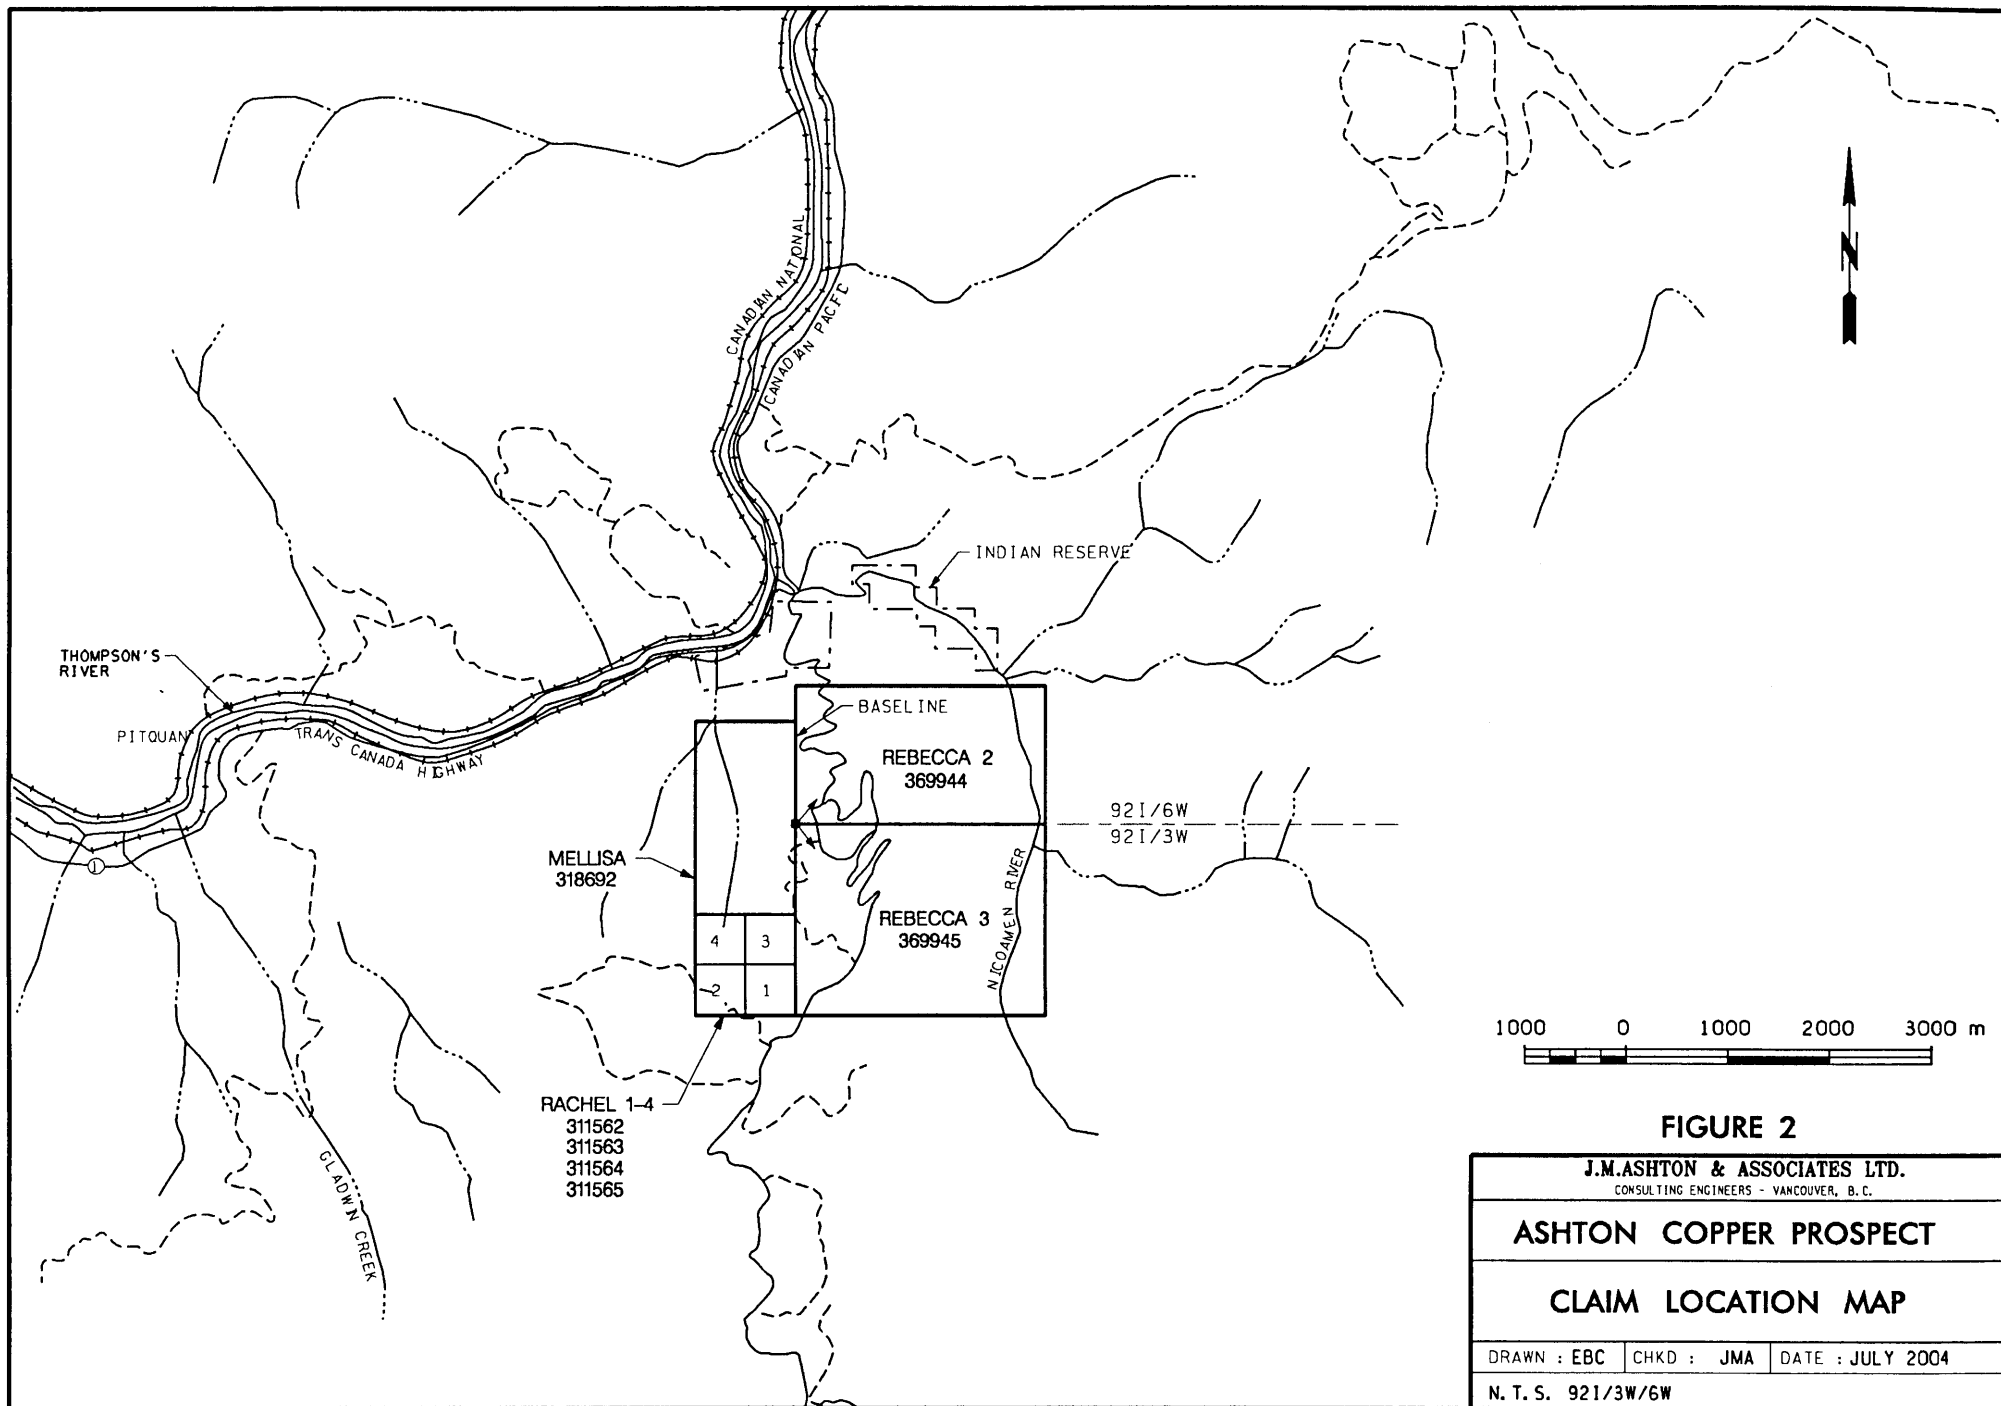 CANADIAN NATIONAL
CANADIAN PACIFIC
N
INDIAN RESERVE
THOMPSON'S
RIVER
PITQUAN
TRANS CANADA HIGHWAY
1
BASELINE
REBECCA 2
369944
92I/6W
92I/3W
MELLISA
318692
REBECCA 3
369945
NICOAMEN RIVER
4 3
2 1
RACHEL 1-4
311562
311563
311564
311565
GLADWIN CREEK
1000 0 1000 2000 3000 m
FIGURE 2
J.M.ASHTON & ASSOCIATES LTD.
CONSULTING ENGINEERS - VANCOUVER, B.C.
ASHTON COPPER PROSPECT
CLAIM LOCATION MAP
DRAWN : EBC CHKD : JMA DATE : JULY 2004
N. T. S. 92I/3W/6W